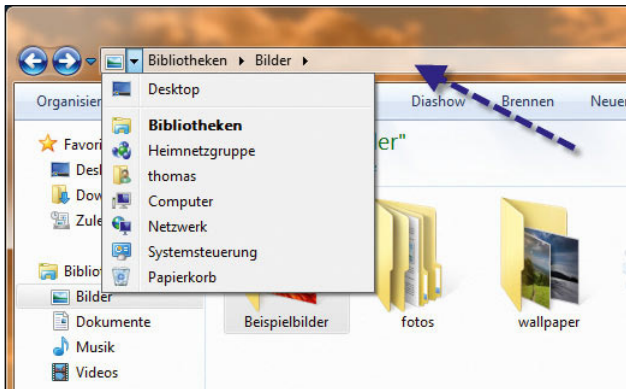 Bibliotheken Bilder
Organisier Diashow Brennen Neuer
Desktop
Bibliotheken
Heimnetzgruppe
thomas
Computer
Netzwerk
Systemsteuerung
Papierkorb
Favori
Desk
Dow
Zule
Biblio
Bilder
Dokumente
Musik
Videos
er"
Beispielbilder fotos wallpaper